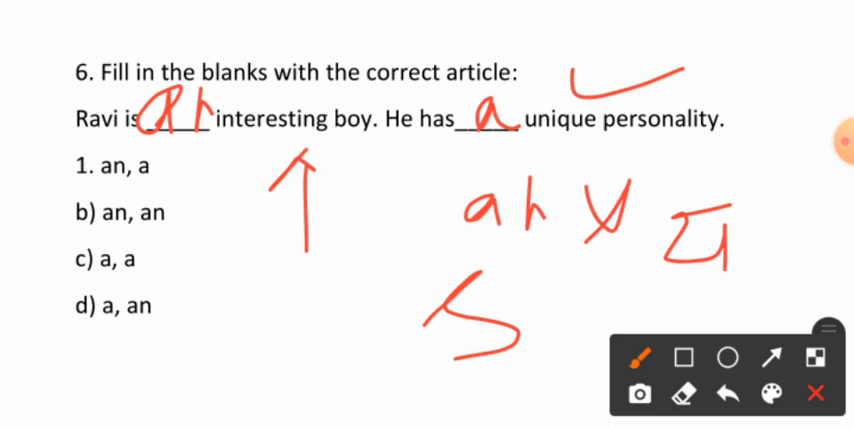 6. Fill in the blanks with the correct article:
Ravi is an interesting boy. He has a unique personality.
1. an, a
b) an, an
an
c) a, a
d) a, an